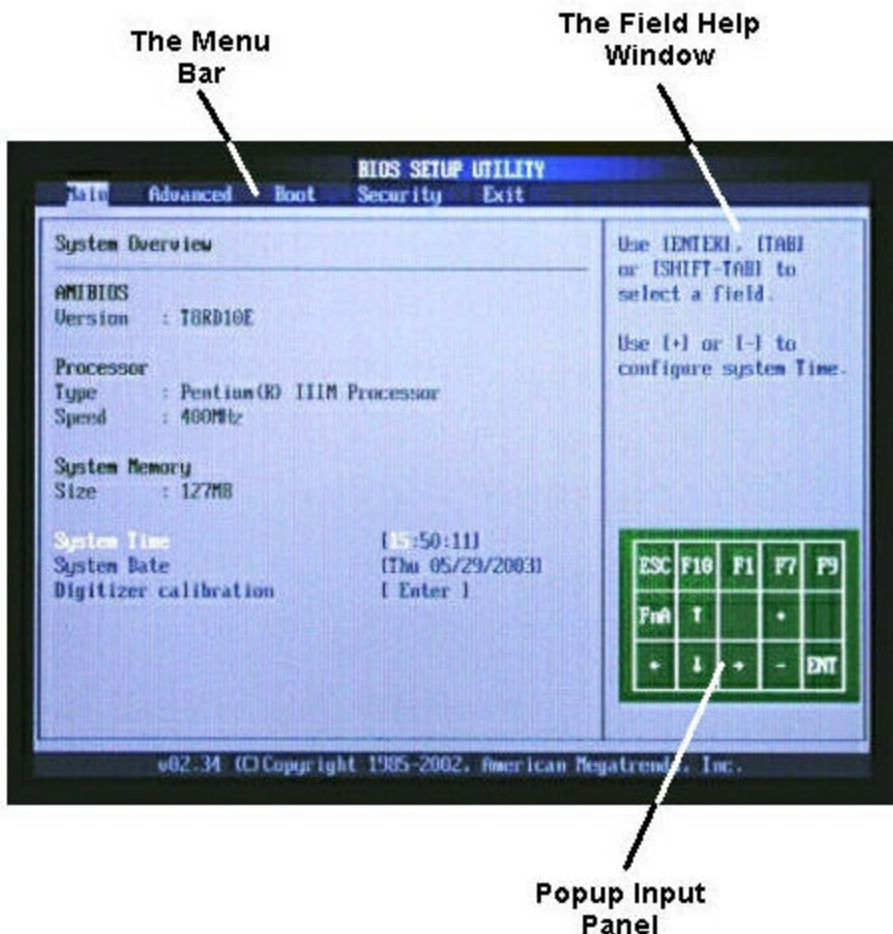 The Menu
Bar
The Field Help
Window
BIOS SETUP UTILITY
Main Advanced Boot Security Exit
System Overview
AMIBIOS
Version : T8RD10E
Processor
Type : Pentium(R) IIIM Processor
Speed : 400MHz
System Memory
Size : 127MB
System Time [15:50:11]
System Date [Thu 05/29/2003]
Digitizer calibration [ Enter ]
Use [ENTER], [TAB]
or [SHIFT-TAB] to
select a field.
Use [+] or [-] to
configure system Time.
ESC F10 F1 F7 F9
FnA ↑ +
← ↓ → - ENT
v02.34 (C)Copyright 1985-2002, American Megatrends, Inc.
Popup Input
Panel